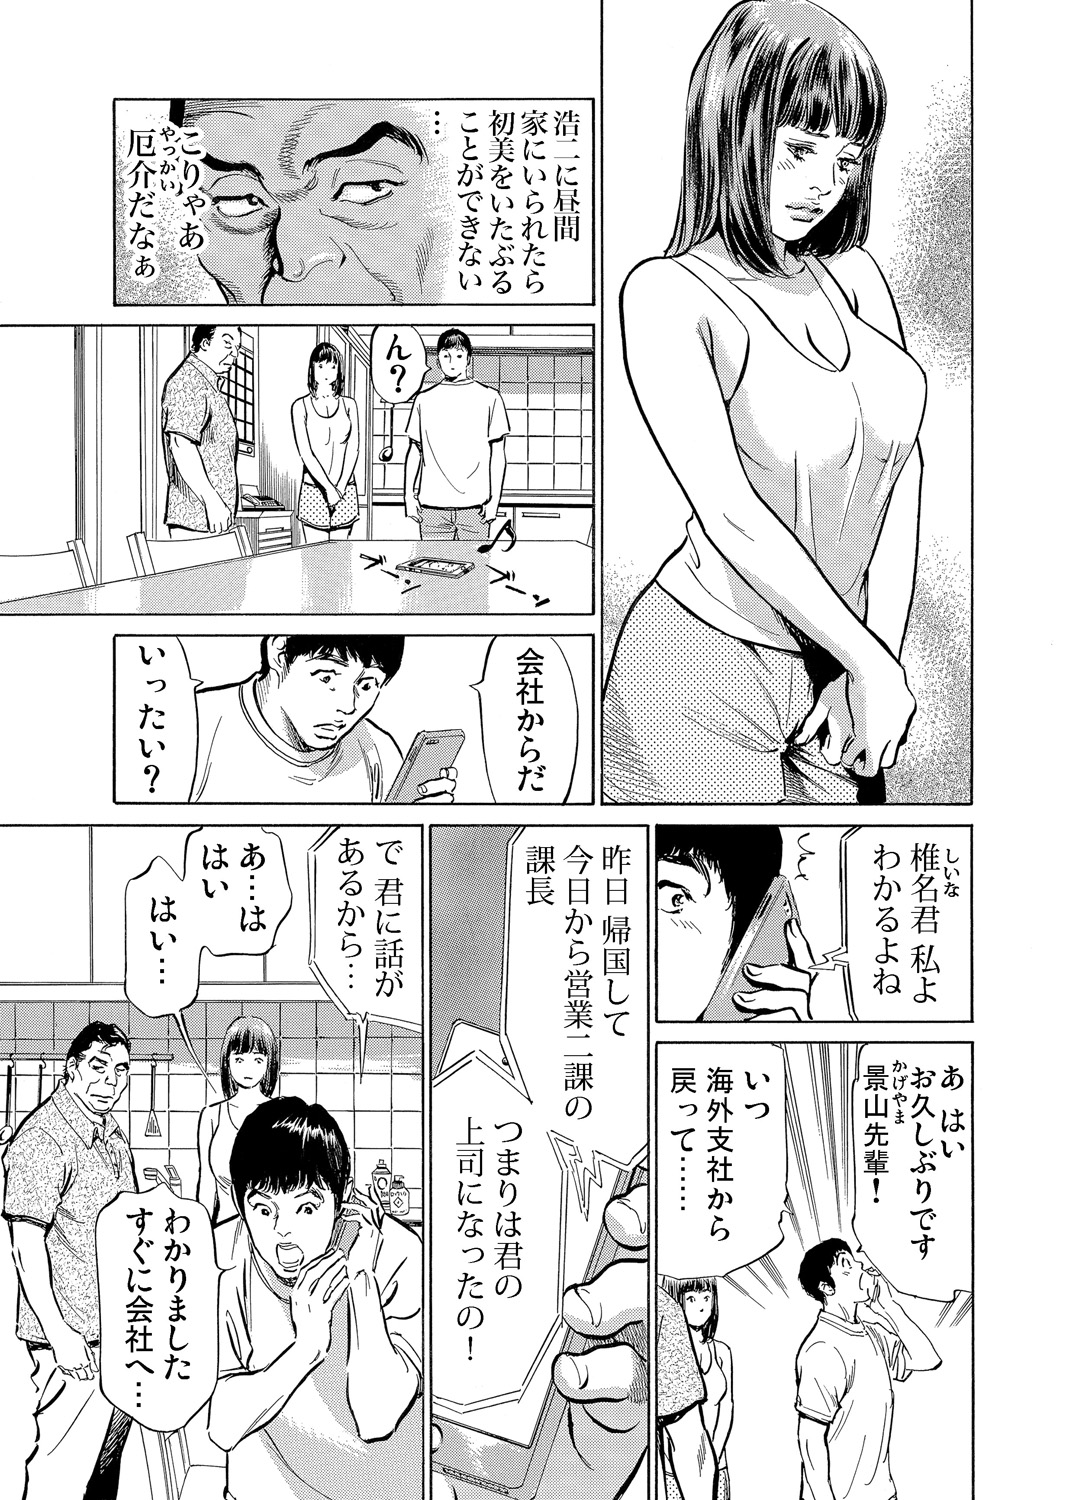 浩二に昼間
家にいられたら
初美をいたぶる
ことができない
…
こりゃあ
厄介だなぁ
やっかい
ん？
会社からだ
いったい？
椎名君 私よ
しいな
わかるよね
あ はい
お久しぶりです
景山先輩！
かげやま
いつ
海外支社から
戻って……
昨日 帰国して
今日から営業二課の
課長
つまりは君の
上司になったの！
で 君に話が
あるから…
あ…は
はい
はい…
わかりました
すぐに会社へ…